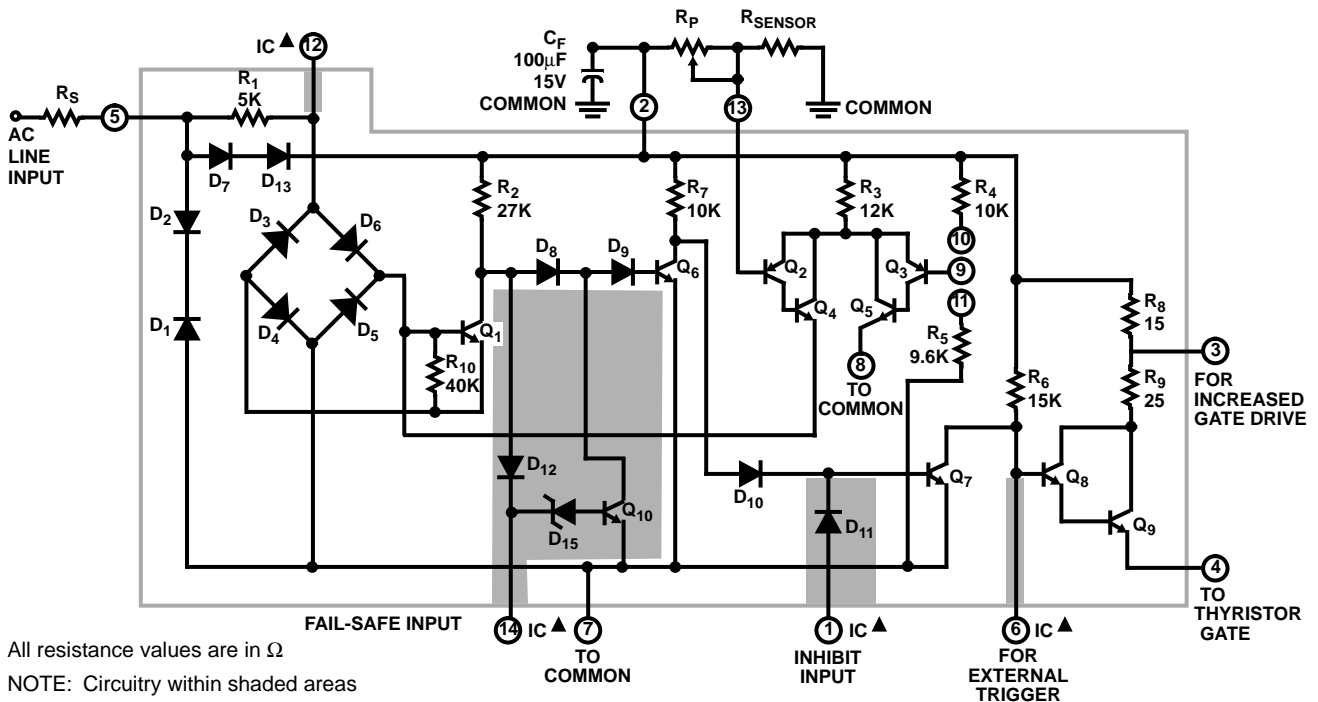 IC ▲ 12
R1
5K
RS
5
AC
LINE
INPUT
CF
100μF
15V
COMMON
RP
RSENSOR
2
13
COMMON
D7
D13
D2
D1
D3
D6
D4
D5
R2
27K
R7
10K
R3
12K
R4
10K
10
9
11
D8
D9
Q6
Q2
Q3
Q4
Q5
Q1
R10
40K
R5
9.6K
8
TO
COMMON
R8
15
3
FOR
INCREASED
GATE DRIVE
R6
15K
R9
25
D12
D15
Q10
D10
D11
Q7
Q8
Q9
4
TO
THYRISTOR
GATE
FAIL-SAFE INPUT
14 IC ▲
7
TO
COMMON
1 IC ▲
INHIBIT
INPUT
6 IC ▲
FOR
EXTERNAL
TRIGGER
All resistance values are in Ω
NOTE: Circuitry within shaded areas